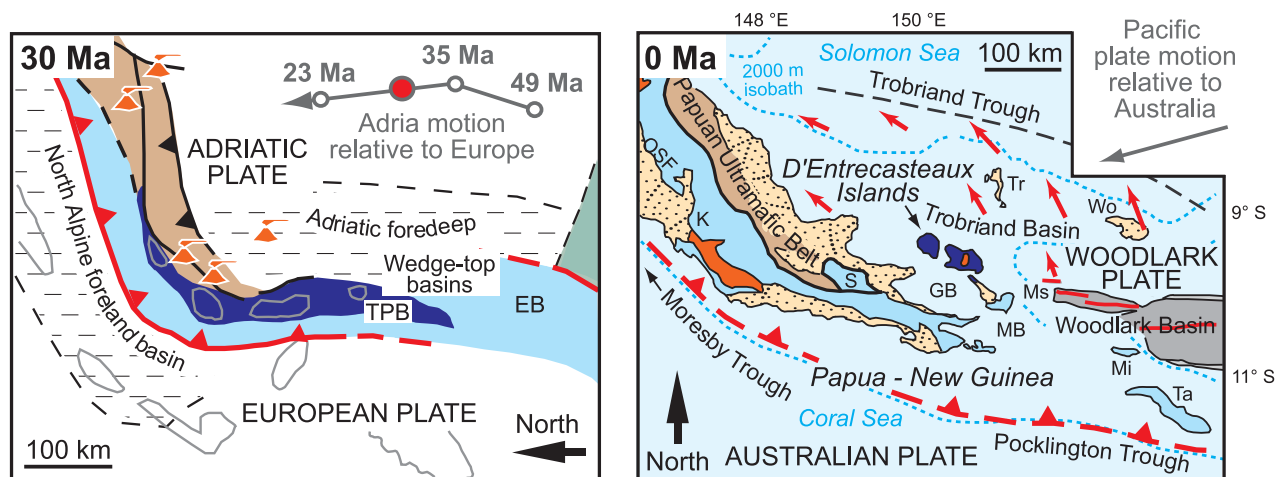 30 Ma
23 Ma
35 Ma
49 Ma
Adria motion
relative to Europe
ADRIATIC
PLATE
North Alpine foreland basin
Adriatic foredeep
Wedge-top
basins
TPB
EB
EUROPEAN PLATE
North
100 km
148 °E
150 °E
0 Ma
Solomon Sea
100 km
2000 m
isobath
Trobriand Trough
Pacific
plate motion
relative to
Australia
OSF
Papuan Ultramafic Belt
D'Entrecasteaux
Islands
Tr
Wo
9° S
K
Trobriand Basin
WOODLARK
PLATE
S
GB
Ms
Woodlark Basin
MB
Mi
Moresby Trough
11° S
Papua - New Guinea
Ta
Coral Sea
North
AUSTRALIAN PLATE
Pocklington Trough